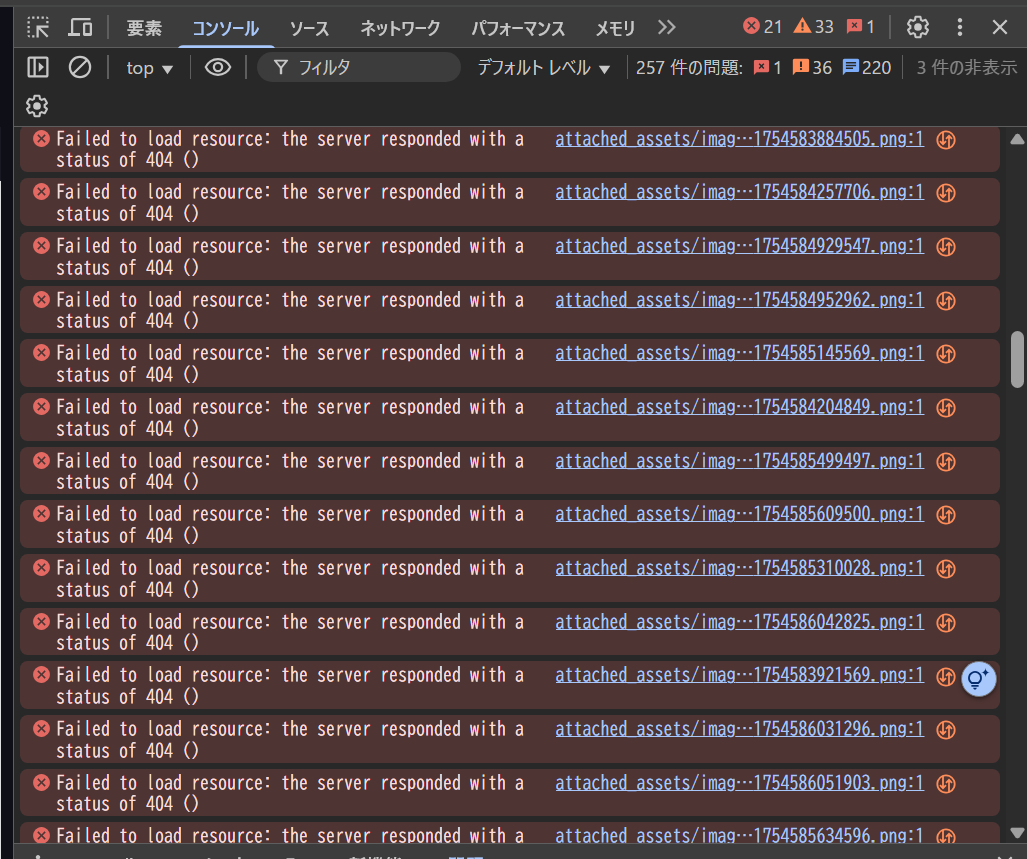 要素 コンソール ソース ネットワーク パフォーマンス メモリ 21 33 1
top フィルタ デフォルト レベル 257 件の問題: 1 36 220 3 件の非表示
Failed to load resource: the server responded with a attached_assets/imag…1754583884505.png:1
status of 404 ()
Failed to load resource: the server responded with a attached_assets/imag…1754584257706.png:1
status of 404 ()
Failed to load resource: the server responded with a attached_assets/imag…1754584929547.png:1
status of 404 ()
Failed to load resource: the server responded with a attached_assets/imag…1754584952962.png:1
status of 404 ()
Failed to load resource: the server responded with a attached_assets/imag…1754585145569.png:1
status of 404 ()
Failed to load resource: the server responded with a attached_assets/imag…1754584204849.png:1
status of 404 ()
Failed to load resource: the server responded with a attached_assets/imag…1754585499497.png:1
status of 404 ()
Failed to load resource: the server responded with a attached_assets/imag…1754585609500.png:1
status of 404 ()
Failed to load resource: the server responded with a attached_assets/imag…1754585310028.png:1
status of 404 ()
Failed to load resource: the server responded with a attached_assets/imag…1754586042825.png:1
status of 404 ()
Failed to load resource: the server responded with a attached_assets/imag…1754583921569.png:1
status of 404 ()
Failed to load resource: the server responded with a attached_assets/imag…1754586031296.png:1
status of 404 ()
Failed to load resource: the server responded with a attached_assets/imag…1754586051903.png:1
status of 404 ()
Failed to load resource: the server responded with a attached_assets/imag…1754585634596.png:1